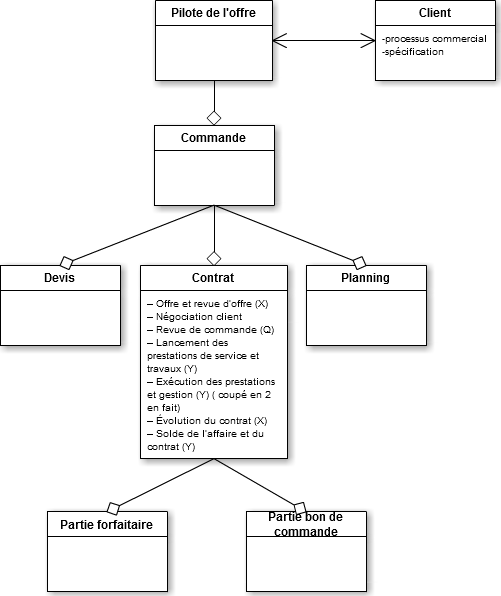 Pilote de l'offre
Client
-processus commercial
-spécification
Commande
Devis
Contrat
Planning
– Offre et revue d'offre (X)
– Négociation client
– Revue de commande (Q)
– Lancement des
prestations de service et
travaux (Y)
– Exécution des prestations
et gestion (Y) ( coupé en 2
en fait)
– Évolution du contrat (X)
– Solde de l'affaire et du
contrat (Y)
Partie forfaitaire
Partie bon de
commande